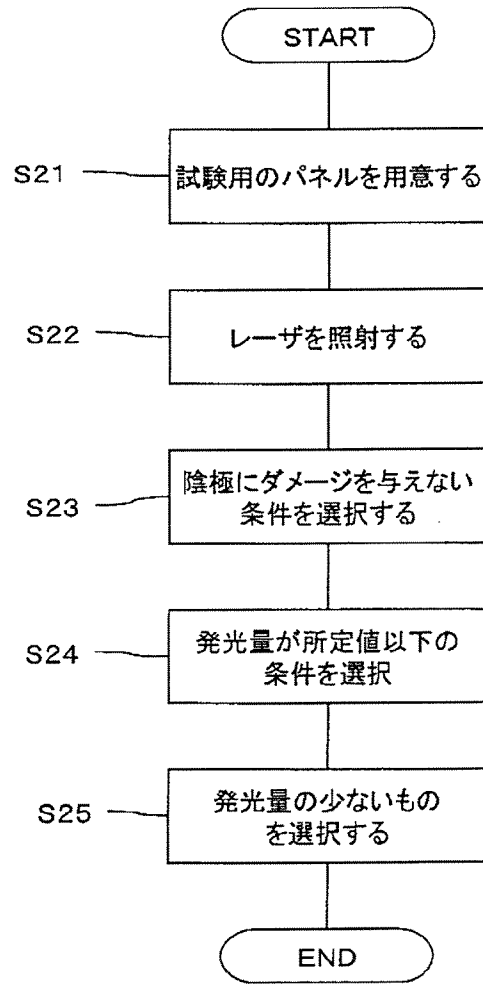 START
S21
試験用のパネルを用意する
S22
レーザを照射する
S23
陰極にダメージを与えない
条件を選択する
S24
発光量が所定値以下の
条件を選択
S25
発光量の少ないもの
を選択する
END